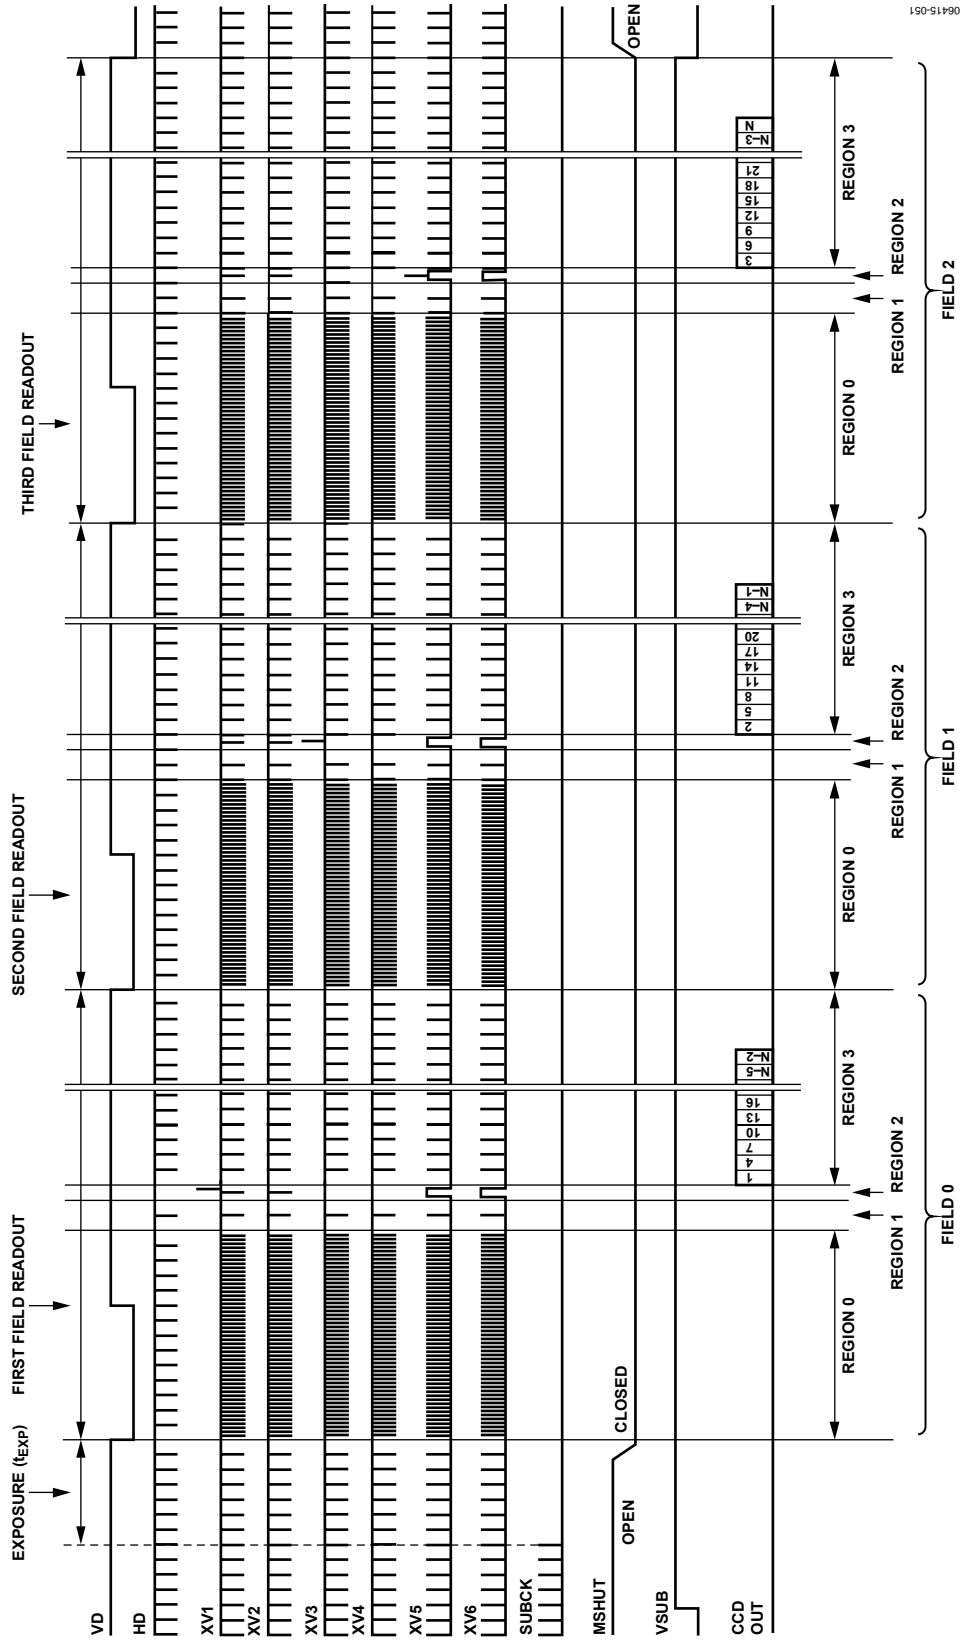 EXPOSURE (tEXP)
FIRST FIELD READOUT
SECOND FIELD READOUT
THIRD FIELD READOUT
VD
HD
XV1
XV2
XV3
XV4
XV5
XV6
SUBCK
MSHUT
OPEN
CLOSED
OPEN
VSUB
CCD
OUT
1
4
7
10
13
16
N–5
N–2
2
5
8
11
14
17
20
N–4
N–1
3
6
9
12
15
18
21
N–3
N
REGION 0
REGION 3
REGION 0
REGION 3
REGION 0
REGION 3
REGION 1
REGION 2
REGION 1
REGION 2
REGION 1
REGION 2
FIELD 0
FIELD 1
FIELD 2
06415-051